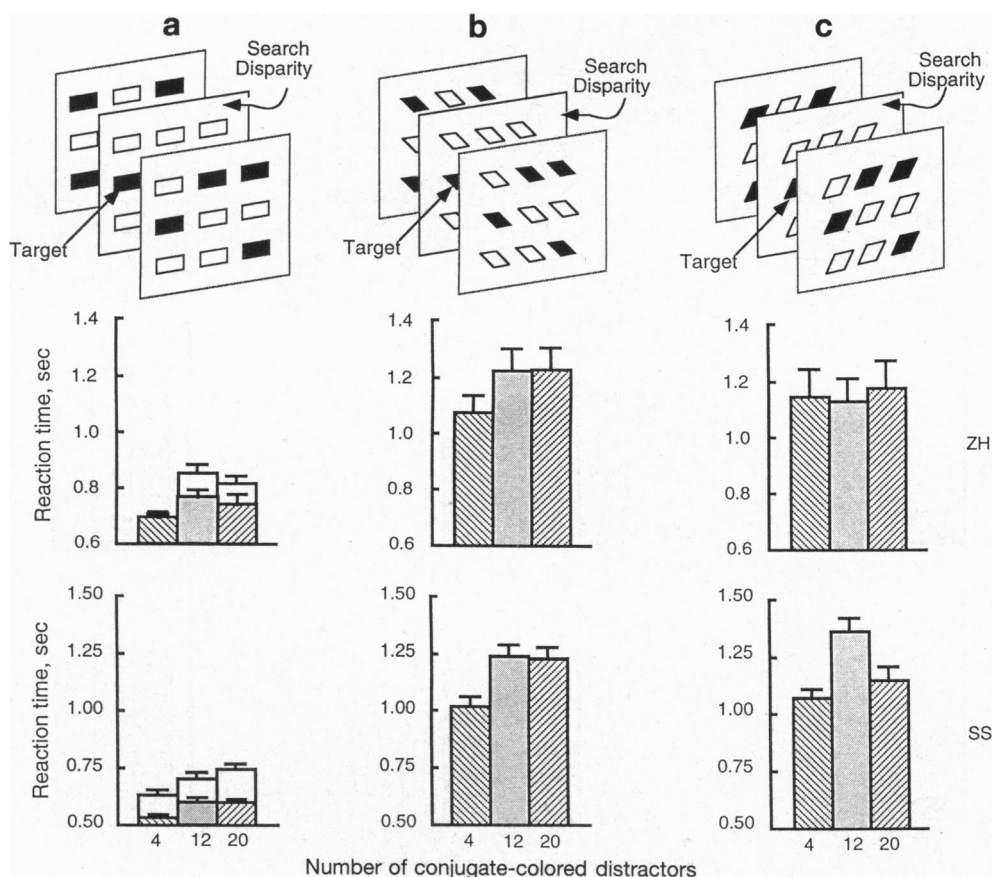 a
b
c
Search
Disparity
Search
Disparity
Search
Disparity
Target
Target
Target
Reaction time, sec
1.4
1.2
1.0
0.8
0.6
1.4
1.2
1.0
0.8
0.6
1.4
1.2
1.0
0.8
0.6
ZH
Reaction time, sec
1.50
1.25
1.00
0.75
0.50
1.50
1.25
1.00
0.75
0.50
1.50
1.25
1.00
0.75
0.50
SS
4 12 20
4 12 20
4 12 20
Number of conjugate-colored distractors